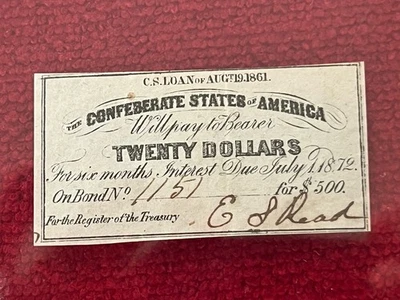 C.S. LOAN OF AUGT. 19. 1861.
THE CONFEDERATE STATES OF AMERICA
Will pay to Bearer
TWENTY DOLLARS
For six months, Interest Due July 1. 1872.
On Bond No. 1151 for $500.
For the Register of the Treasury E S Read